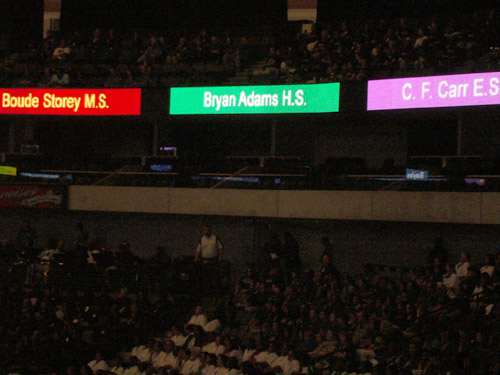 Boude Storey M.S.
Bryan Adams H.S.
C. F. Carr E.S